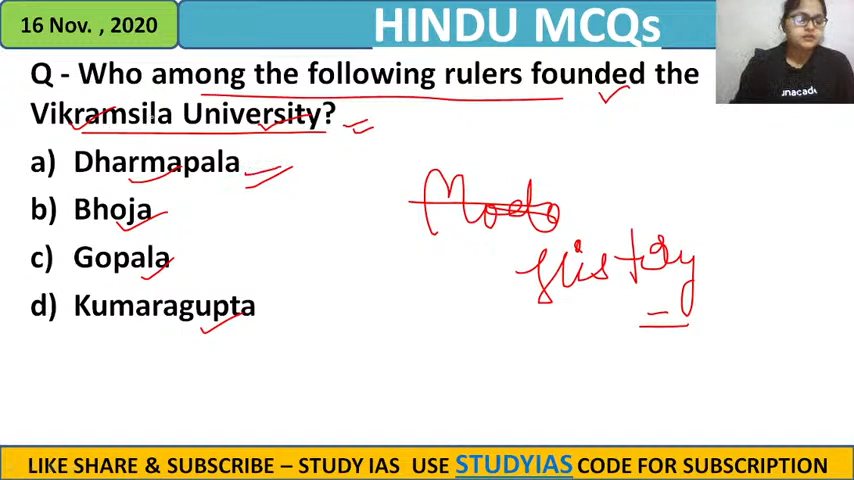 16 Nov. , 2020
HINDU MCQs
unacademy
Q - Who among the following rulers founded the
Vikramsila University?
a) Dharmapala
b) Bhoja
c) Gopala
d) Kumaragupta
History
LIKE SHARE & SUBSCRIBE – STUDY IAS USE STUDYIAS CODE FOR SUBSCRIPTION